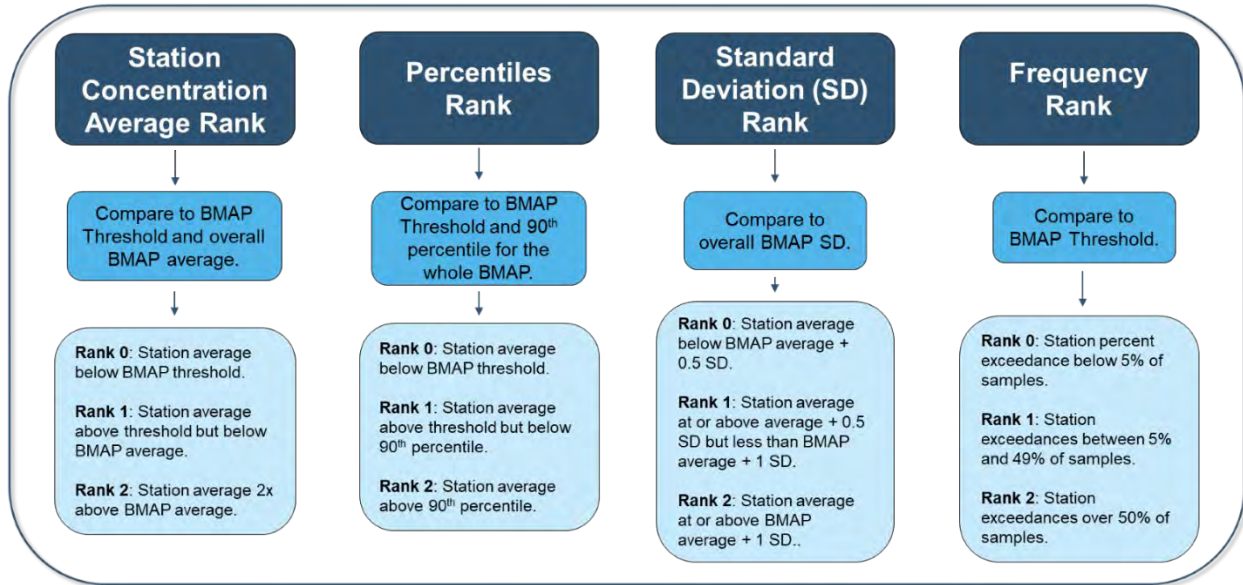 Station
Concentration
Average Rank
Compare to BMAP
Threshold and overall
BMAP average.
Rank 0: Station average
below BMAP threshold.
Rank 1: Station average
above threshold but below
BMAP average.
Rank 2: Station average 2x
above BMAP average.
Percentiles
Rank
Compare to BMAP
Threshold and 90th
percentile for the
whole BMAP.
Rank 0: Station average
below BMAP threshold.
Rank 1: Station average
above threshold but below
90th percentile.
Rank 2: Station average
above 90th percentile.
Standard
Deviation (SD)
Rank
Compare to
overall BMAP SD.
Rank 0: Station average
below BMAP average +
0.5 SD.
Rank 1: Station average
at or above average + 0.5
SD but less than BMAP
average + 1 SD.
Rank 2: Station average
at or above BMAP
average + 1 SD..
Frequency
Rank
Compare to
BMAP Threshold.
Rank 0: Station percent
exceedance below 5% of
samples.
Rank 1: Station
exceedances between 5%
and 49% of samples.
Rank 2: Station
exceedances over 50% of
samples.